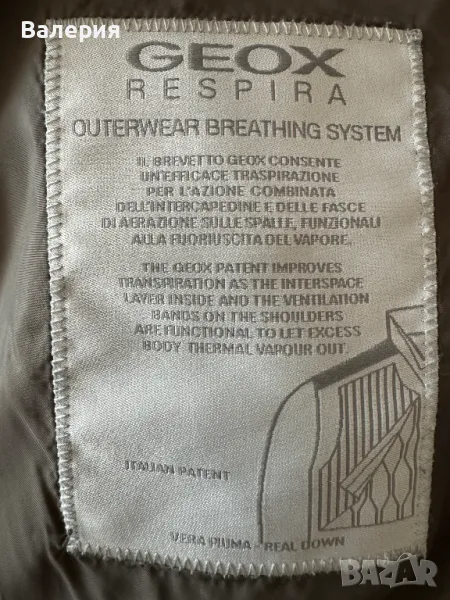 Валерия
GEOX
RESPIRA
OUTERWEAR BREATHING SYSTEM
IL BREVETTO GEOX CONSENTE
UN'EFFICACE TRASPIRAZIONE
PER L'AZIONE COMBINATA
DELL'INTERCAPEDINE E DELLE FASCE
DI AERAZIONE SULLE SPALLE, FUNZIONALI
ALLA FUORIUSCITA DEL VAPORE.
THE GEOX PATENT IMPROVES
TRANSPIRATION AS THE INTERSPACE
LAYER INSIDE AND THE VENTILATION
BANDS ON THE SHOULDERS
ARE FUNCTIONAL TO LET EXCESS
BODY THERMAL VAPOUR OUT.
ITALIAN PATENT
VERA PIUMA - REAL DOWN
BAZAR